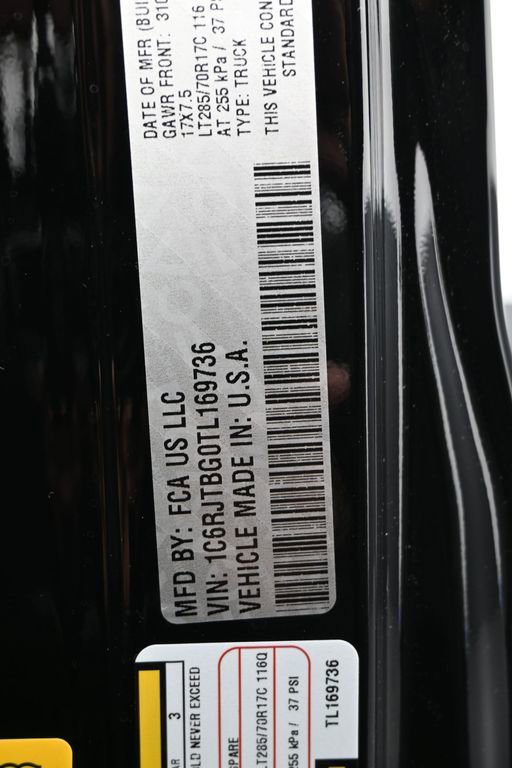 MFD BY: FCA US LLC
VIN: 1C6RJTBG0TL169736
VEHICLE MADE IN: U.S.A.
DATE OF MFR
GAWR FRONT:
17X7.5
LT285/70R17C 116
AT 255 kPa / 37
TYPE: TRUCK
THIS VEHICLE
STANDARD
3
NEVER EXCEED
SPARE
LT285/70R17C 116Q
kPa / 37 PSI
TL169736